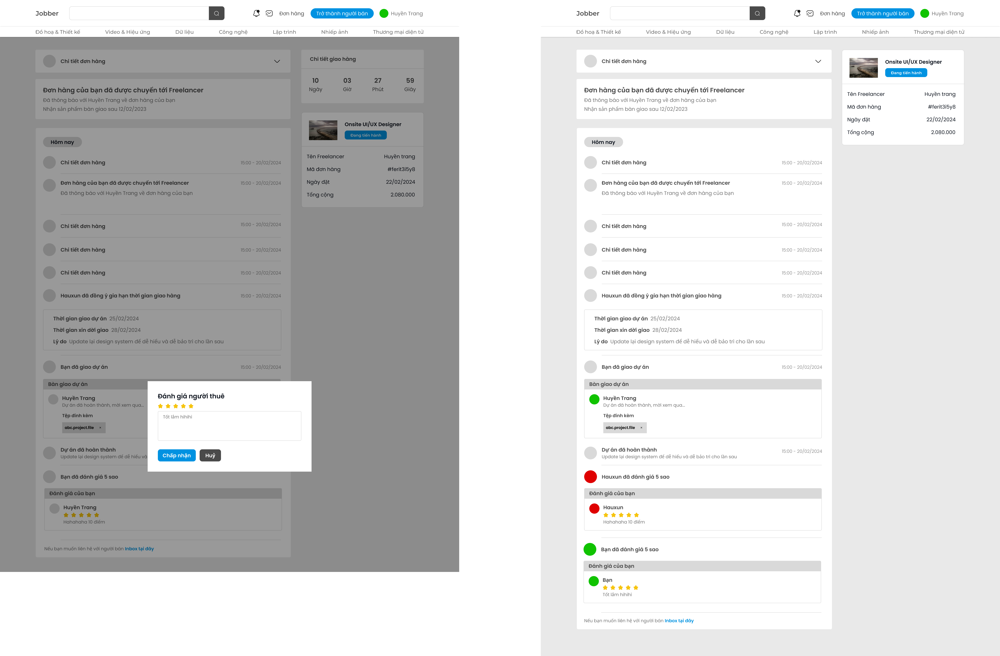 Jobber
Đơn hàng
Trở thành người bán
Huyền Trang
Đồ hoạ & Thiết kế
Video & Hiệu ứng
Dữ liệu
Công nghệ
Lập trình
Nhiếp ảnh
Thương mại diện tử
Chi tiết đơn hàng
Đơn hàng của bạn đã được chuyển tới Freelancer
Đã thông báo với Huyền Trang về đơn hàng của bạn
Nhận sản phẩm bàn giao sau 12/02/2023
Chi tiết giao hàng
10 03 27 59
Ngày Giờ Phút Giây
Onsite UI/UX Designer
Đang tiến hành
Tên Freelancer Huyền trang
Mã đơn hàng #ferit3i5y8
Ngày đặt 22/02/2024
Tổng cộng 2.080.000
Hôm nay
Chi tiết đơn hàng 15:00 - 20/02/2024
Đơn hàng của bạn đã được chuyển tới Freelancer 15:00 - 20/02/2024
Đã thông báo với Huyền Trang về đơn hàng của bạn
Chi tiết đơn hàng 15:00 - 20/02/2024
Chi tiết đơn hàng 15:00 - 20/02/2024
Chi tiết đơn hàng 15:00 - 20/02/2024
Hauxun đã đồng ý gia hạn thời gian giao hàng 15:00 - 20/02/2024
Thời gian giao dự án 25/02/2024
Thời gian xin dời giao 28/02/2024
Lý do Update lại design system để dễ hiểu và dễ bảo trì cho lần sau
Bạn đã giao dự án 15:00 - 20/02/2024
Bàn giao dự án
Huyền Trang
Dự án đã hoàn thành, mời xem qua...
Tệp đính kèm
abc.project.file ×
Dự án đã hoàn thành
Update lại design system để dễ hiểu và
Đánh giá người thuê
Tốt lắm hihihi
Chấp nhận
Huỷ
Bạn đã đánh giá 5 sao
Đánh giá của bạn
Huyền Trang
Hahahaha 10 điểm
Nếu bạn muốn liên hệ với người bán Inbox tại đây
Jobber
Đơn hàng
Trở thành người bán
Huyền Trang
Đồ hoạ & Thiết kế
Video & Hiệu ứng
Dữ liệu
Công nghệ
Lập trình
Nhiếp ảnh
Thương mại diện tử
Chi tiết đơn hàng
Đơn hàng của bạn đã được chuyển tới Freelancer
Đã thông báo với Huyền Trang về đơn hàng của bạn
Nhận sản phẩm bàn giao sau 12/02/2023
Onsite UI/UX Designer
Đang tiến hành
Tên Freelancer Huyền trang
Mã đơn hàng #ferit3i5y8
Ngày đặt 22/02/2024
Tổng cộng 2.080.000
Hôm nay
Chi tiết đơn hàng 15:00 - 20/02/2024
Đơn hàng của bạn đã được chuyển tới Freelancer 15:00 - 20/02/2024
Đã thông báo với Huyền Trang về đơn hàng của bạn
Chi tiết đơn hàng 15:00 - 20/02/2024
Chi tiết đơn hàng 15:00 - 20/02/2024
Chi tiết đơn hàng 15:00 - 20/02/2024
Hauxun đã đồng ý gia hạn thời gian giao hàng 15:00 - 20/02/2024
Thời gian giao dự án 25/02/2024
Thời gian xin dời giao 28/02/2024
Lý do Update lại design system để dễ hiểu và dễ bảo trì cho lần sau
Bạn đã giao dự án 15:00 - 20/02/2024
Bàn giao dự án
Huyền Trang
Dự án đã hoàn thành, mời xem qua...
Tệp đính kèm
abc.project.file ×
Dự án đã hoàn thành 15:00 - 20/02/2024
Update lại design system để dễ hiểu và dễ bảo trì cho lần sau
Hauxun đã đánh giá 5 sao
Đánh giá của bạn
Hauxun
Hahahaha 10 điểm
Bạn đã đánh giá 5 sao
Đánh giá của bạn
Bạn
Tốt lắm hihihi
Nếu bạn muốn liên hệ với người bán Inbox tại đây